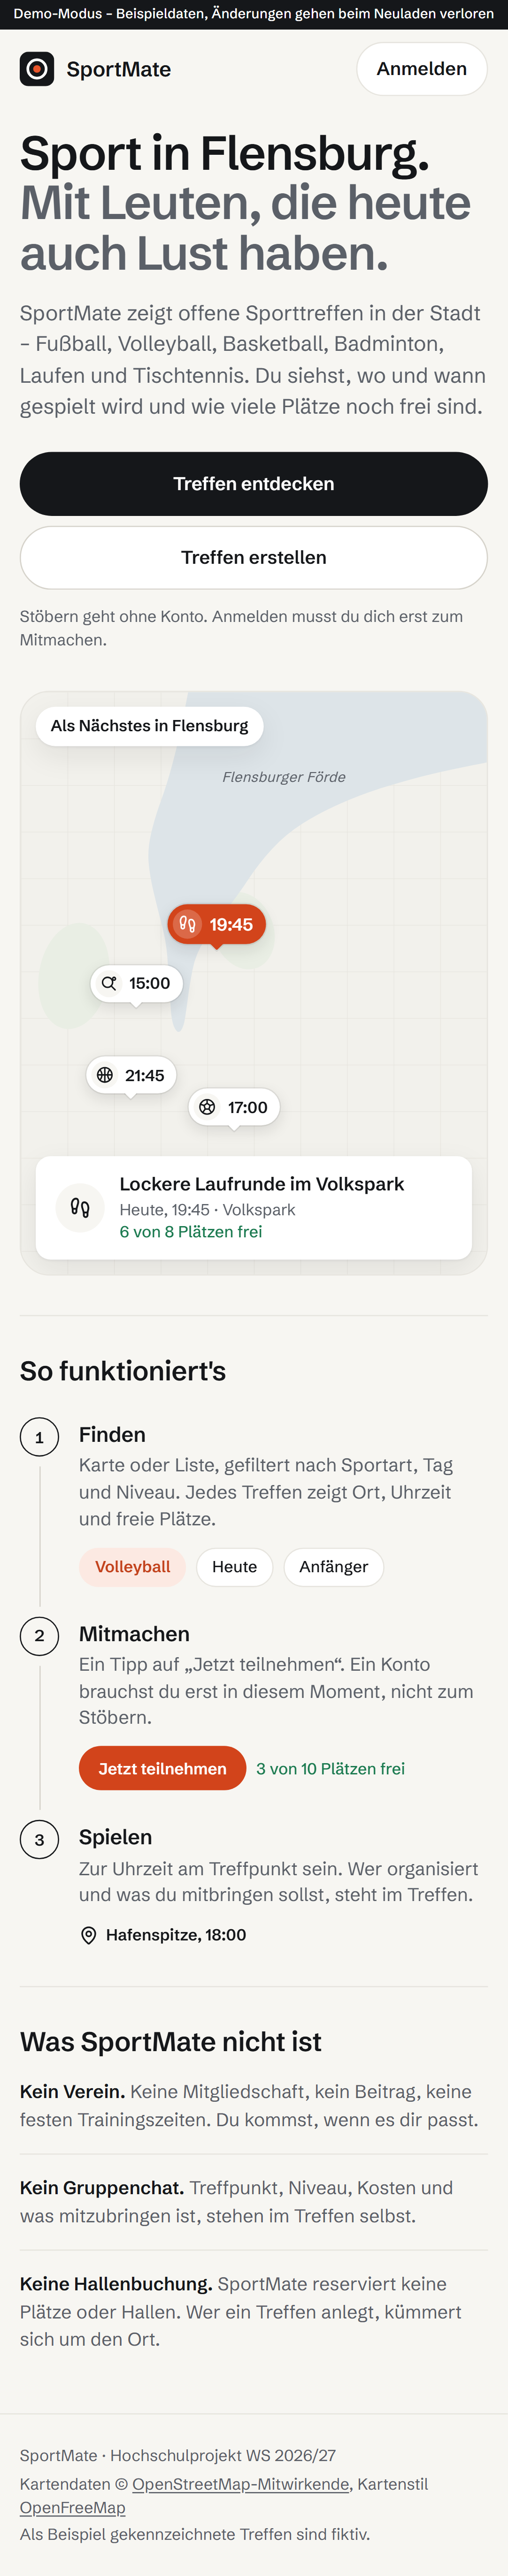 Demo-Modus – Beispieldaten, Änderungen gehen beim Neuladen verloren
SportMate
Anmelden
Sport in Flensburg.
Mit Leuten, die heute
auch Lust haben.
SportMate zeigt offene Sporttreffen in der Stadt
– Fußball, Volleyball, Basketball, Badminton,
Laufen und Tischtennis. Du siehst, wo und wann
gespielt wird und wie viele Plätze noch frei sind.
Treffen entdecken
Treffen erstellen
Stöbern geht ohne Konto. Anmelden musst du dich erst zum
Mitmachen.
Als Nächstes in Flensburg
Flensburger Förde
19:45
15:00
21:45
17:00
Lockere Laufrunde im Volkspark
Heute, 19:45 · Volkspark
6 von 8 Plätzen frei
So funktioniert's
1
Finden
Karte oder Liste, gefiltert nach Sportart, Tag
und Niveau. Jedes Treffen zeigt Ort, Uhrzeit
und freie Plätze.
Volleyball
Heute
Anfänger
2
Mitmachen
Ein Tipp auf „Jetzt teilnehmen“. Ein Konto
brauchst du erst in diesem Moment, nicht zum
Stöbern.
Jetzt teilnehmen
3 von 10 Plätzen frei
3
Spielen
Zur Uhrzeit am Treffpunkt sein. Wer organisiert
und was du mitbringen sollst, steht im Treffen.
Hafenspitze, 18:00
Was SportMate nicht ist
Kein Verein. Keine Mitgliedschaft, kein Beitrag, keine
festen Trainingszeiten. Du kommst, wenn es dir passt.
Kein Gruppenchat. Treffpunkt, Niveau, Kosten und
was mitzubringen ist, stehen im Treffen selbst.
Keine Hallenbuchung. SportMate reserviert keine
Plätze oder Hallen. Wer ein Treffen anlegt, kümmert
sich um den Ort.
SportMate · Hochschulprojekt WS 2026/27
Kartendaten © OpenStreetMap-Mitwirkende, Kartenstil
OpenFreeMap
Als Beispiel gekennzeichnete Treffen sind fiktiv.